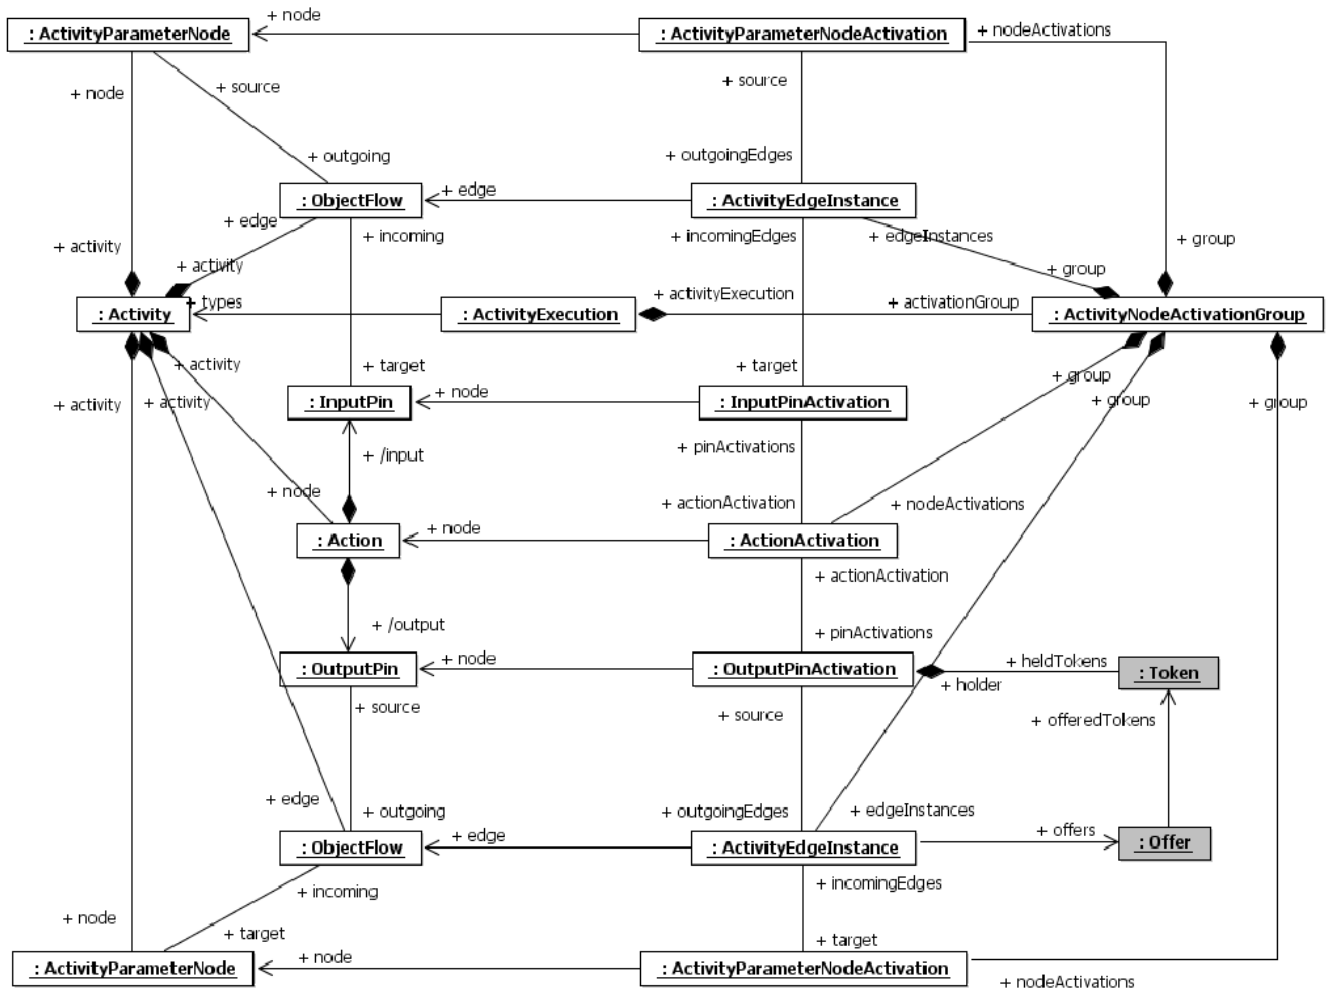 + node
: ActivityParameterNode
: ActivityParameterNodeActivation
+ nodeActivations
+ node
+ source
+ source
+ outgoing
+ outgoingEdges
: ObjectFlow
+ edge
: ActivityEdgeInstance
+ edge
+ incoming
+ incomingEdges
+ edgeInstances
+ group
+ activity
+ activity
+ group
+ types
+ activityExecution
+ activationGroup
: Activity
: ActivityExecution
: ActivityNodeActivationGroup
+ activity
+ target
+ target
+ group
+ activity
+ activity
: InputPin
+ node
: InputPinActivation
+ group
+ group
+ /input
+ pinActivations
+ node
+ actionActivation
+ nodeActivations
: Action
+ node
: ActionActivation
+ actionActivation
+ /output
+ pinActivations
: OutputPin
+ node
: OutputPinActivation
+ heldTokens
: Token
+ holder
+ source
+ source
+ offeredTokens
+ edge
+ outgoing
+ outgoingEdges
+ edgeInstances
: ObjectFlow
+ edge
: ActivityEdgeInstance
+ offers
: Offer
+ incoming
+ incomingEdges
+ node
+ target
+ target
: ActivityParameterNode
+ node
: ActivityParameterNodeActivation
+ nodeActivations